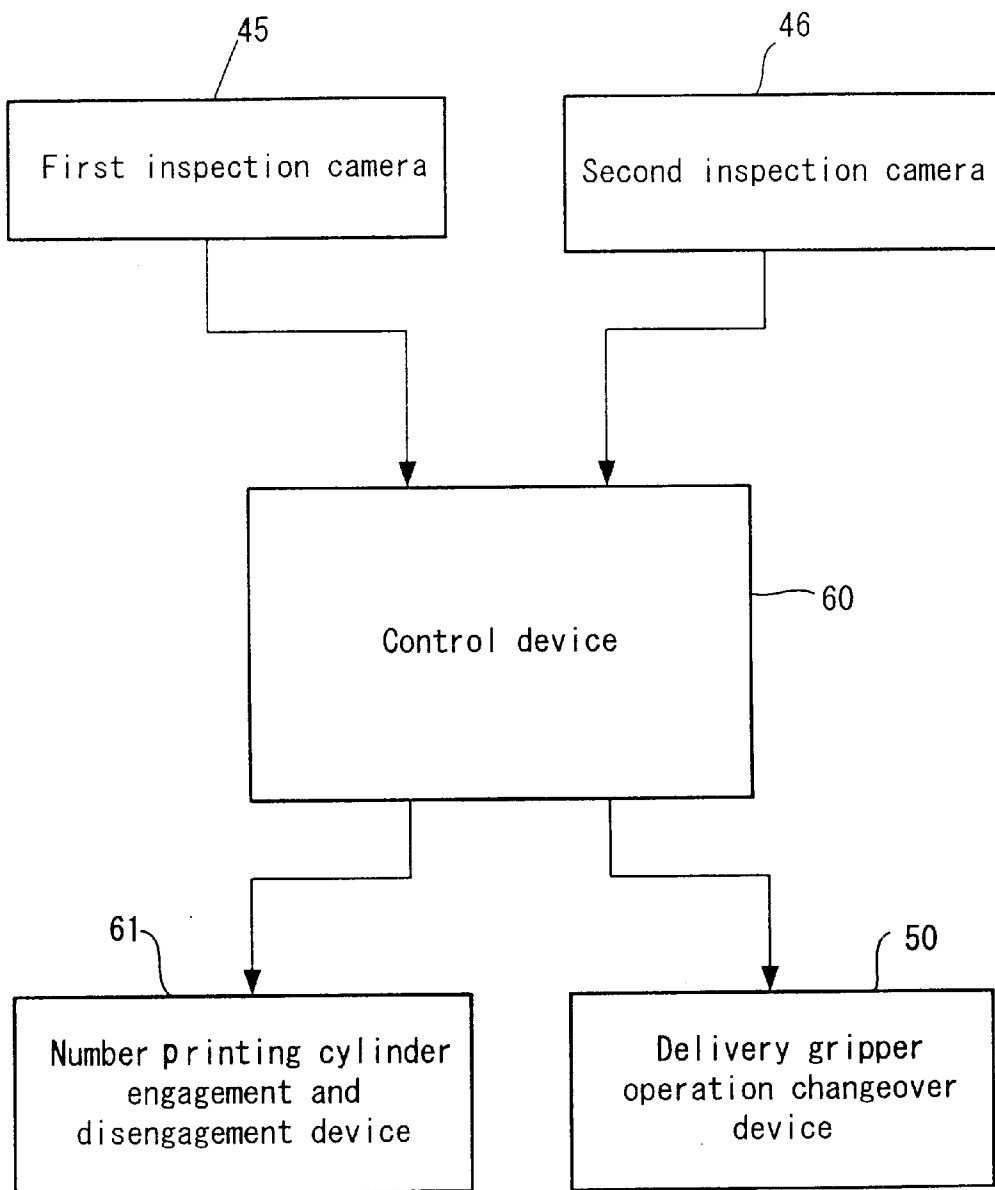 45
46
First inspection camera
Second inspection camera
60
Control device
61
50
Number printing cylinder
engagement and
disengagement device
Delivery gripper
operation changeover
device